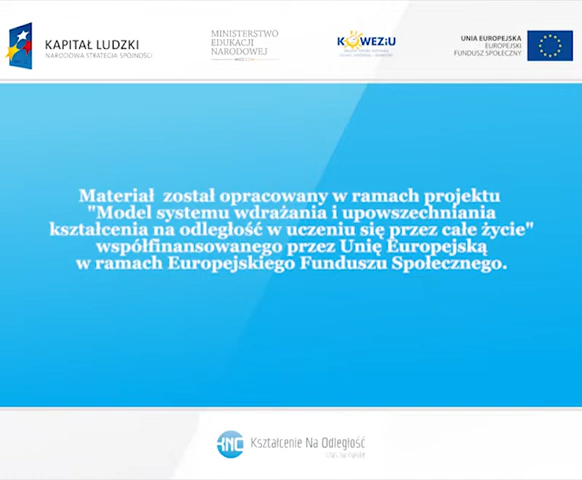 KAPITAŁ LUDZKI
NARODOWA STRATEGIA SPÓJNOŚCI
MINISTERSTWO
EDUKACJI
NARODOWEJ
KOWEZiU
UNIA EUROPEJSKA
EUROPEJSKI
FUNDUSZ SPOŁECZNY
Materiał został opracowany w ramach projektu
"Model systemu wdrażania i upowszechniania
kształcenia na odległość w uczeniu się przez całe życie"
współfinansowanego przez Unię Europejską
w ramach Europejskiego Funduszu Społecznego.
KNO
Kształcenie Na Odległość